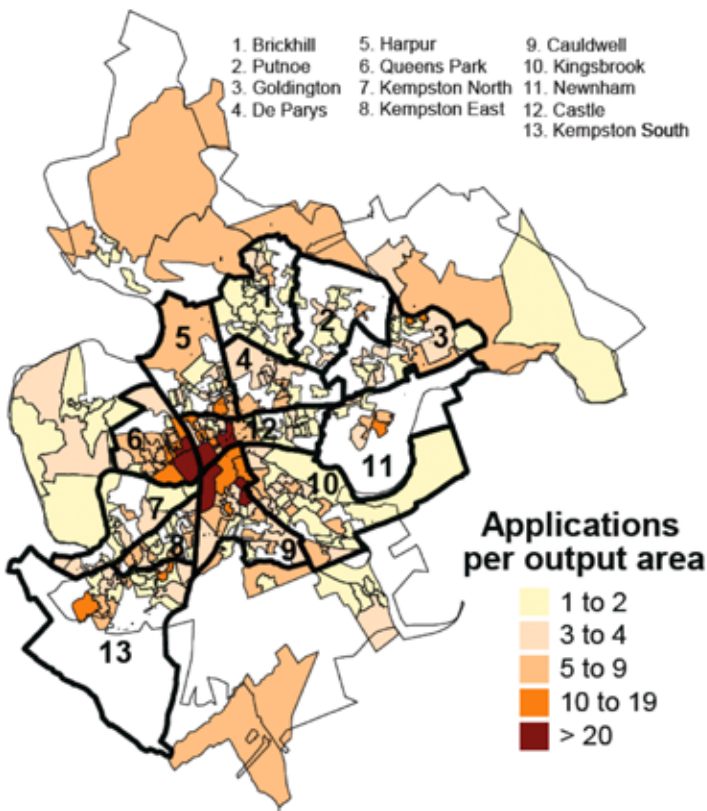 1. Brickhill
2. Putnoe
3. Goldington
4. De Parys
5. Harpur
6. Queens Park
7. Kempston North
8. Kempston East
9. Cauldwell
10. Kingsbrook
11. Newnham
12. Castle
13. Kempston South
1
2
5
3
4
12
6
11
10
7
8
9
13
Applications
per output area
1 to 2
3 to 4
5 to 9
10 to 19
> 20